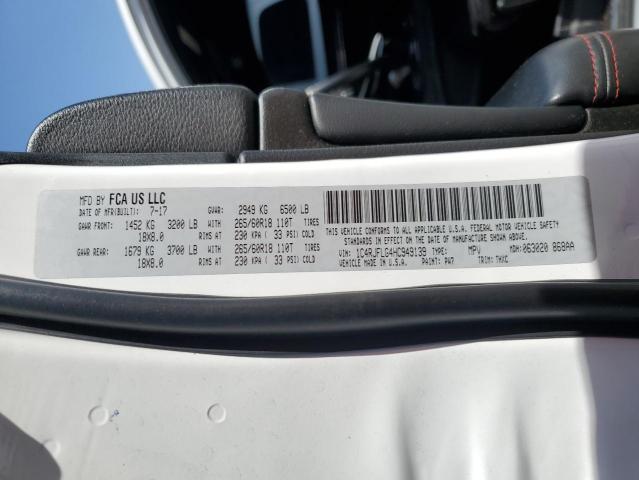 MFD BY FCA US LLC
DATE OF MFR(BUILT): 7-17 GVWR: 2949 KG 6500 LB
GAWR FRONT: 1452 KG 3200 LB WITH 265/60R18 110T TIRES
18X8.0 RIMS AT 230 KPA ( 33 PSI) COLD
GAWR REAR: 1679 KG 3700 LB WITH 265/60R18 110T TIRES
18X8.0 RIMS AT 230 KPA ( 33 PSI) COLD
THIS VEHICLE CONFORMS TO ALL APPLICABLE U.S.A. FEDERAL MOTOR VEHICLE SAFETY
STANDARDS IN EFFECT ON THE DATE OF MANUFACTURE SHOWN ABOVE.
VIN: 1C4RJFLG4HC949139 TYPE: MPV MDH: 063020 868AA
VEHICLE MADE IN U.S.A. PAINT: PW7 TRIM: THXC